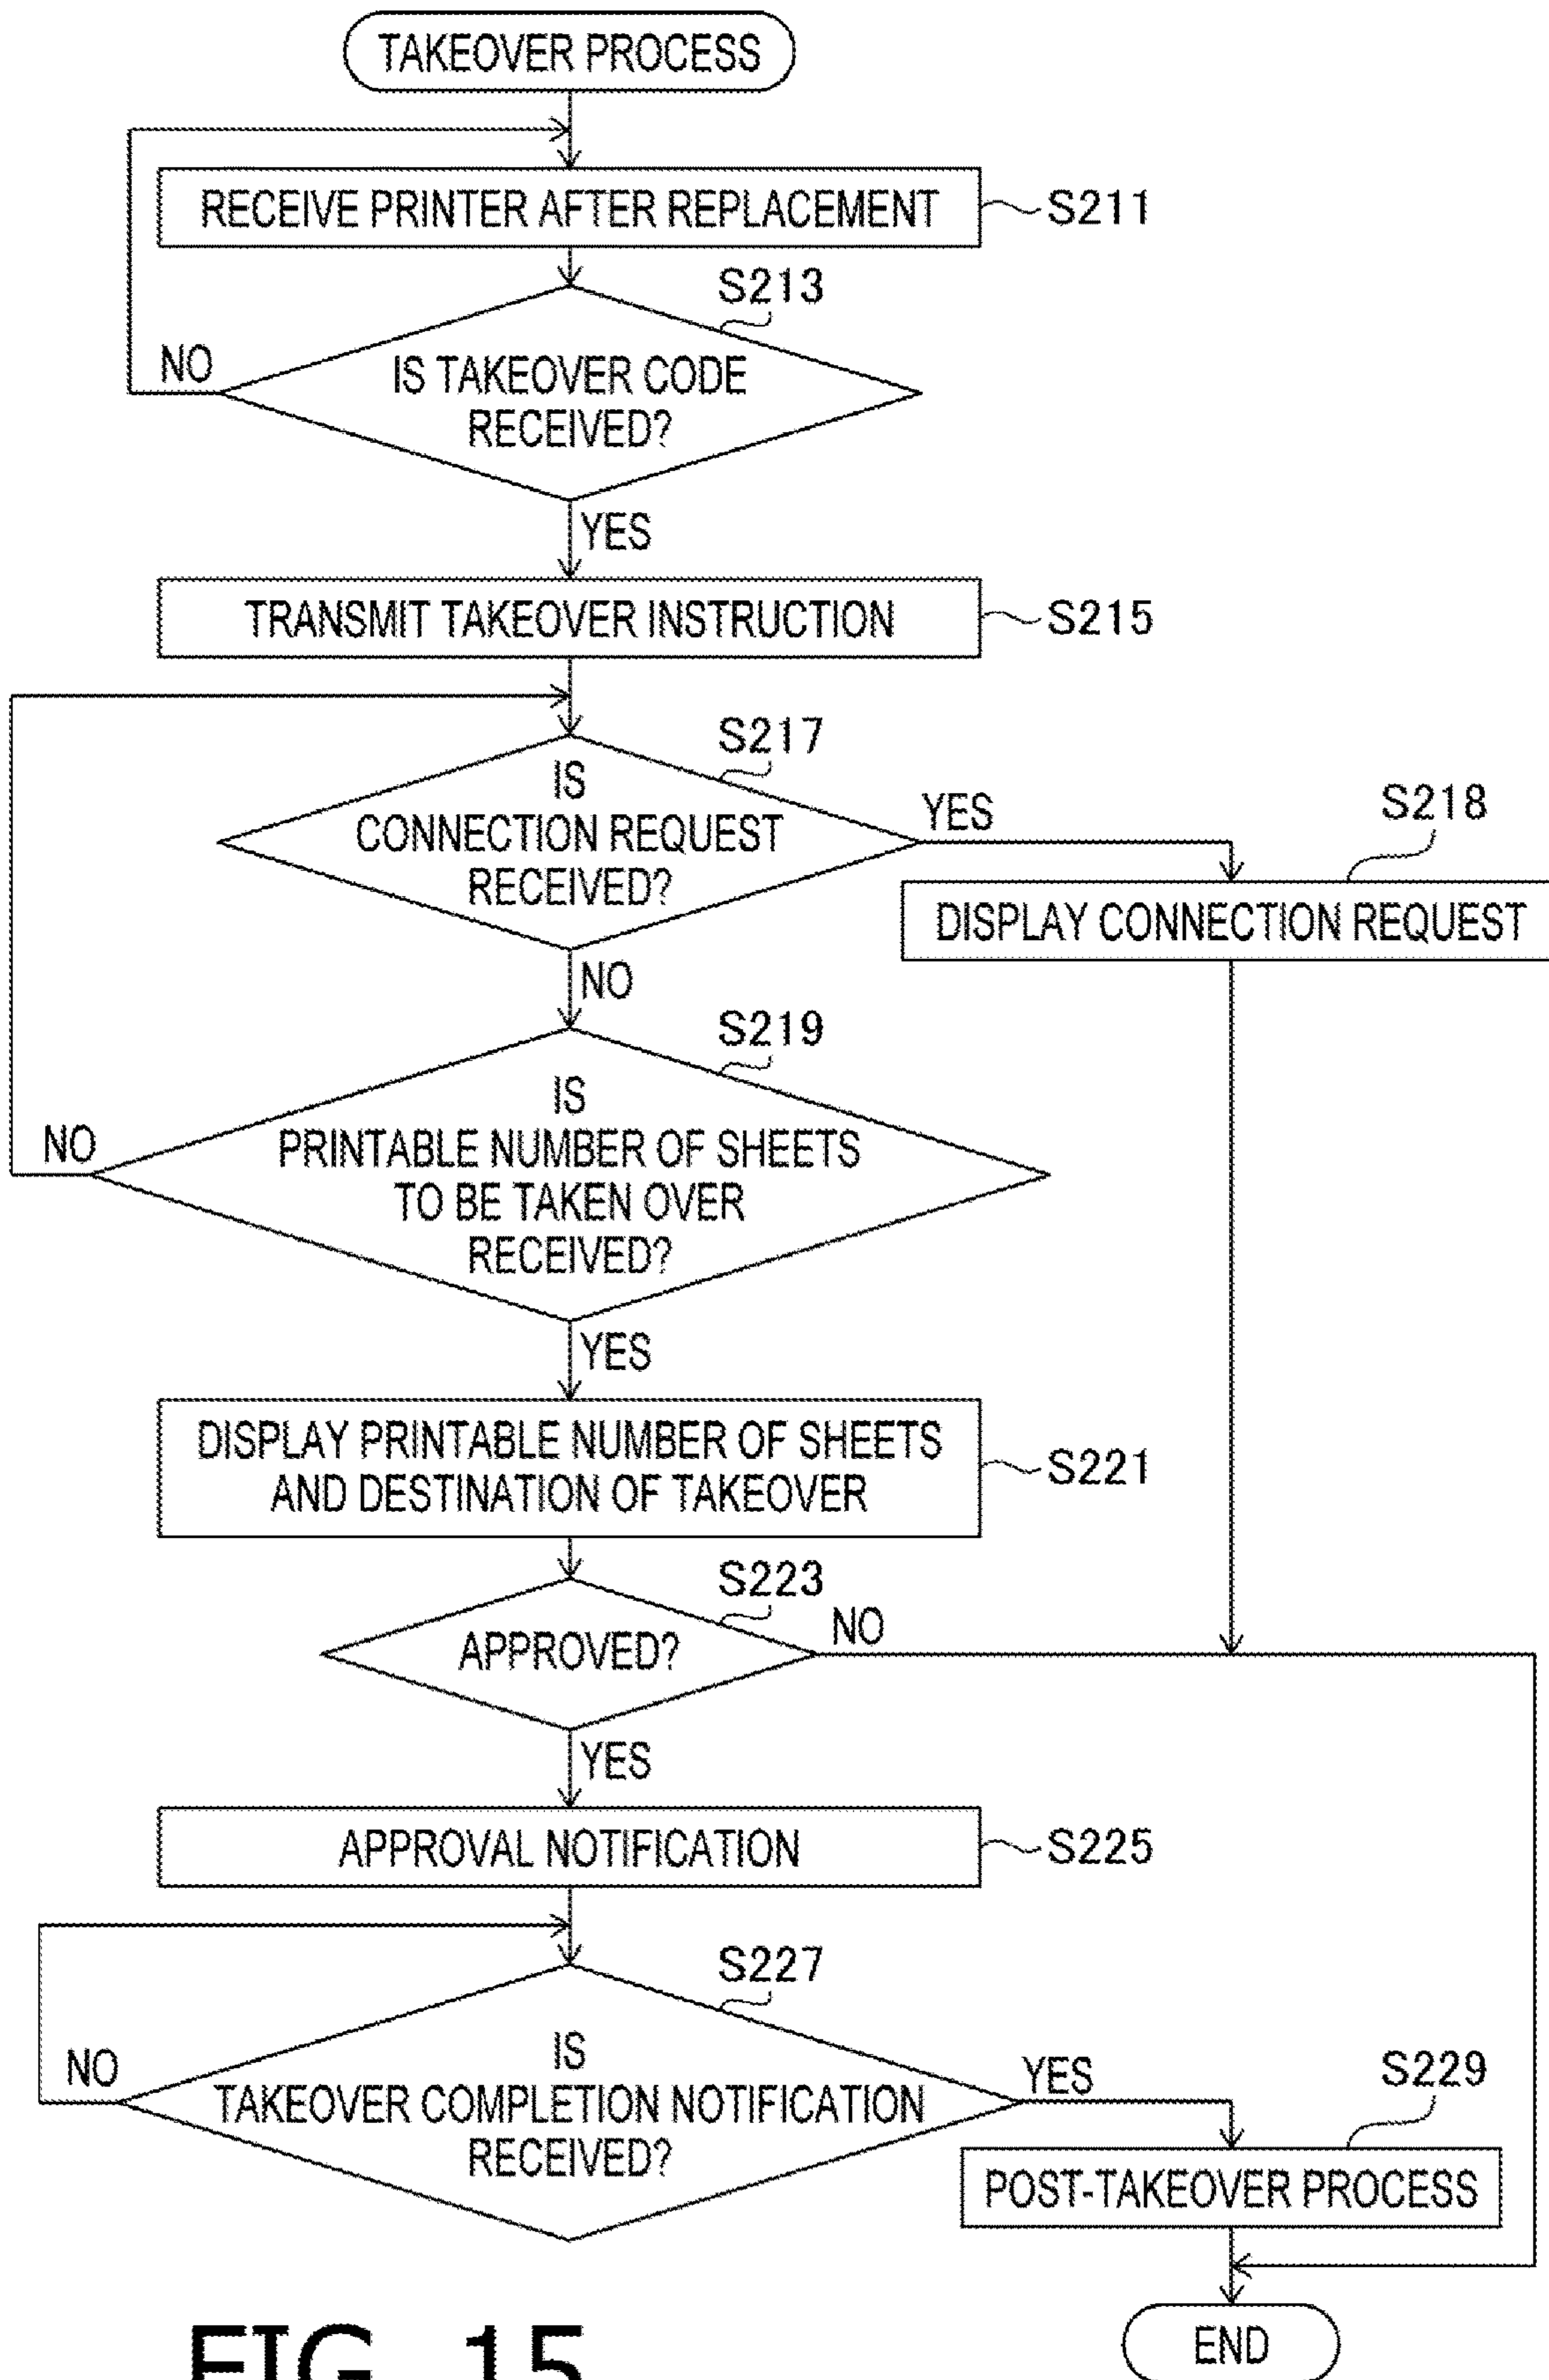 TAKEOVER PROCESS
RECEIVE PRINTER AFTER REPLACEMENT
S211
S213
NO
IS TAKEOVER CODE
RECEIVED?
YES
TRANSMIT TAKEOVER INSTRUCTION
S215
S217
IS
CONNECTION REQUEST
RECEIVED?
YES
S218
DISPLAY CONNECTION REQUEST
NO
S219
IS
PRINTABLE NUMBER OF SHEETS
TO BE TAKEN OVER
RECEIVED?
NO
YES
DISPLAY PRINTABLE NUMBER OF SHEETS
AND DESTINATION OF TAKEOVER
S221
S223
APPROVED?
NO
YES
APPROVAL NOTIFICATION
S225
S227
NO
IS
TAKEOVER COMPLETION NOTIFICATION
RECEIVED?
YES
S229
POST-TAKEOVER PROCESS
END
FIG. 15